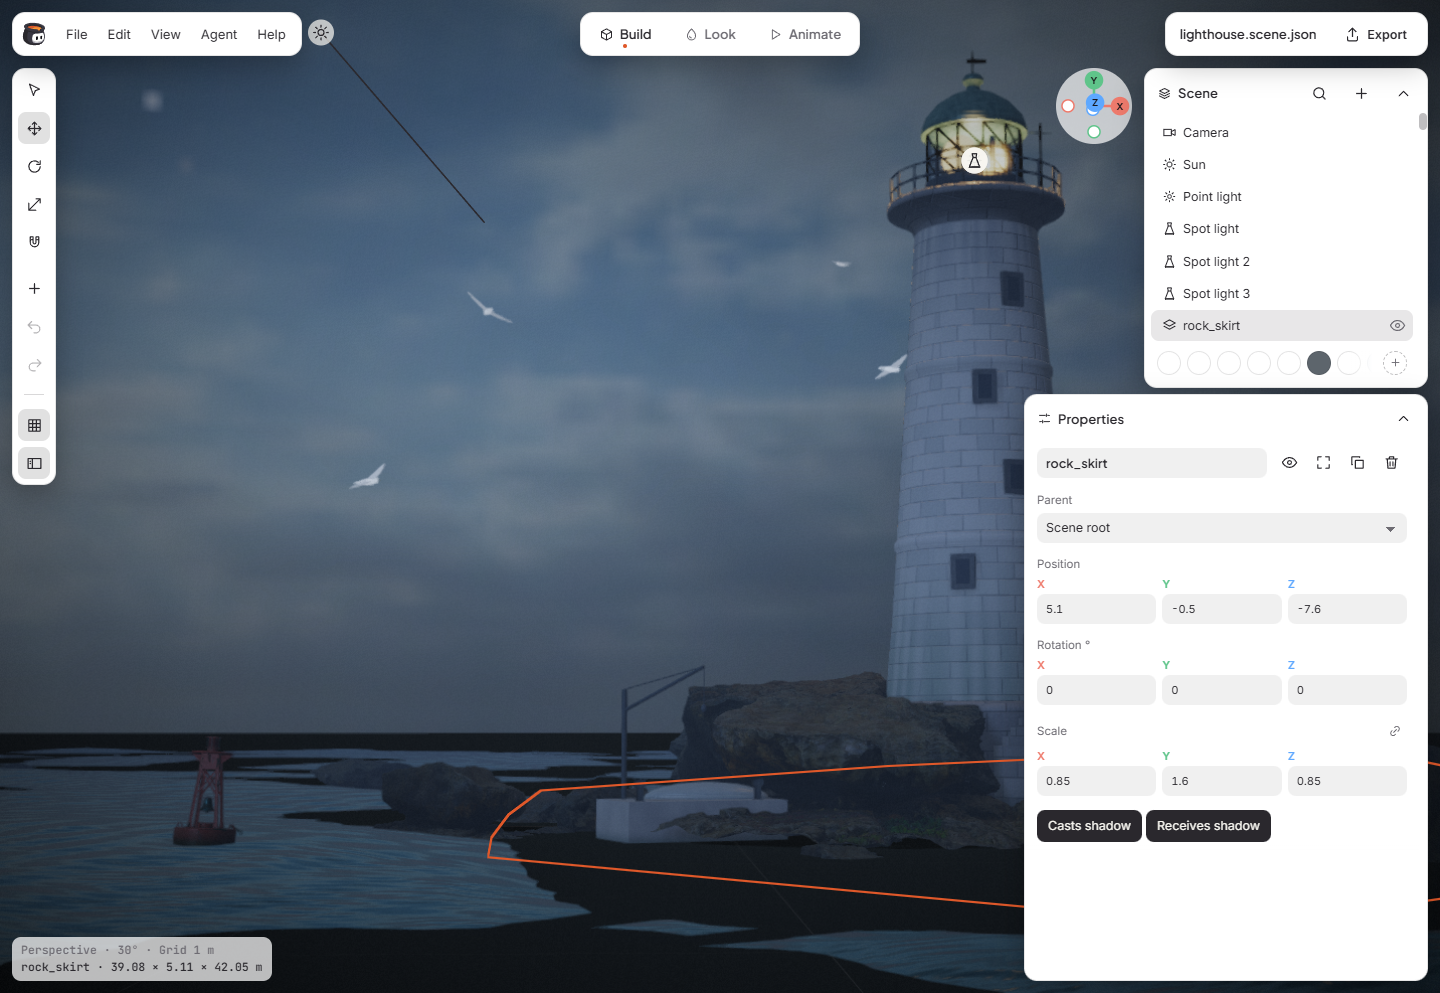 File Edit View Agent Help
Build Look Animate
lighthouse.scene.json Export
Y
Z X
Scene
Camera
Sun
Point light
Spot light
Spot light 2
Spot light 3
rock_skirt
Properties
rock_skirt
Parent
Scene root
Position
X Y Z
5.1 -0.5 -7.6
Rotation °
X Y Z
0 0 0
Scale
X Y Z
0.85 1.6 0.85
Casts shadow Receives shadow
Perspective · 30° · Grid 1 m
rock_skirt · 39.08 × 5.11 × 42.05 m